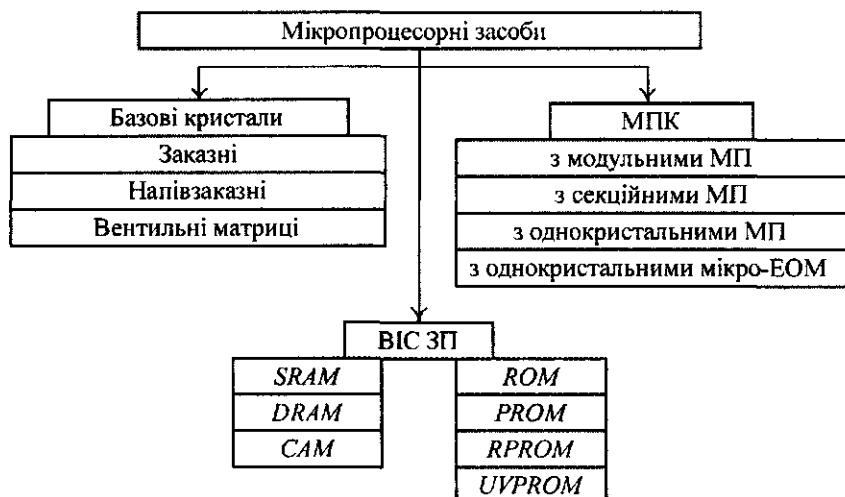 Мікропроцесорні засоби
Базові кристали
Заказні
Напівзаказні
Вентильні матриці
МПК
з модульними МП
з секційними МП
з однокристальними МП
з однокристальними мікро-ЕОМ
ВІС ЗП
SRAM
DRAM
CAM
ROM
PROM
RPROM
UVPROM